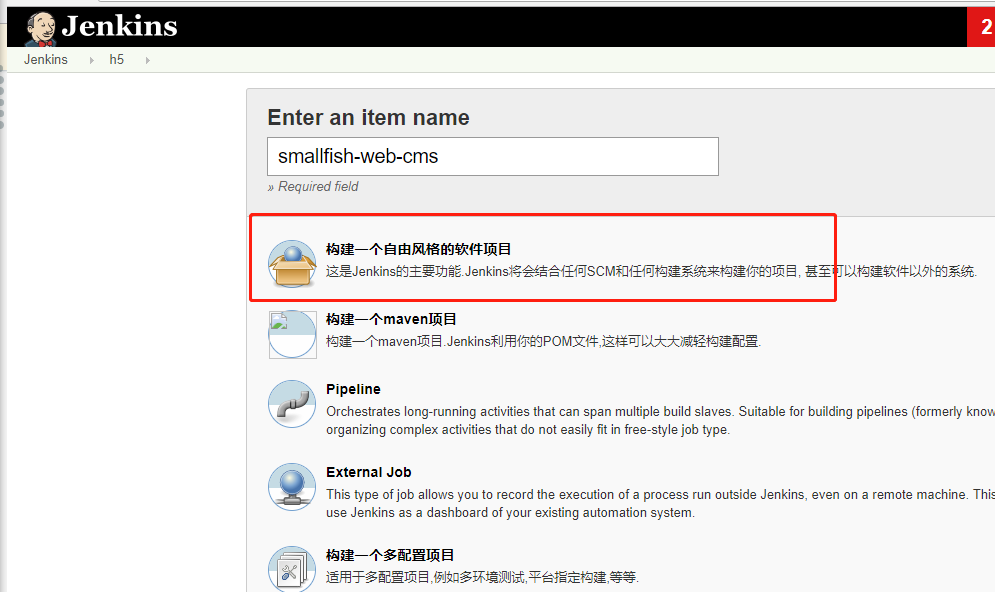 Jenkins
2
Jenkins
h5
Enter an item name
smallfish-web-cms
» Required field
构建一个自由风格的软件项目
这是Jenkins的主要功能.Jenkins将会结合任何SCM和任何构建系统来构建你的项目, 甚至可以构建软件以外的系统.
构建一个maven项目
构建一个maven项目.Jenkins利用你的POM文件,这样可以大大减轻构建配置.
Pipeline
Orchestrates long-running activities that can span multiple build slaves. Suitable for building pipelines (formerly know
organizing complex activities that do not easily fit in free-style job type.
External Job
This type of job allows you to record the execution of a process run outside Jenkins, even on a remote machine. This
use Jenkins as a dashboard of your existing automation system.
构建一个多配置项目
适用于多配置项目,例如多环境测试,平台指定构建,等等.